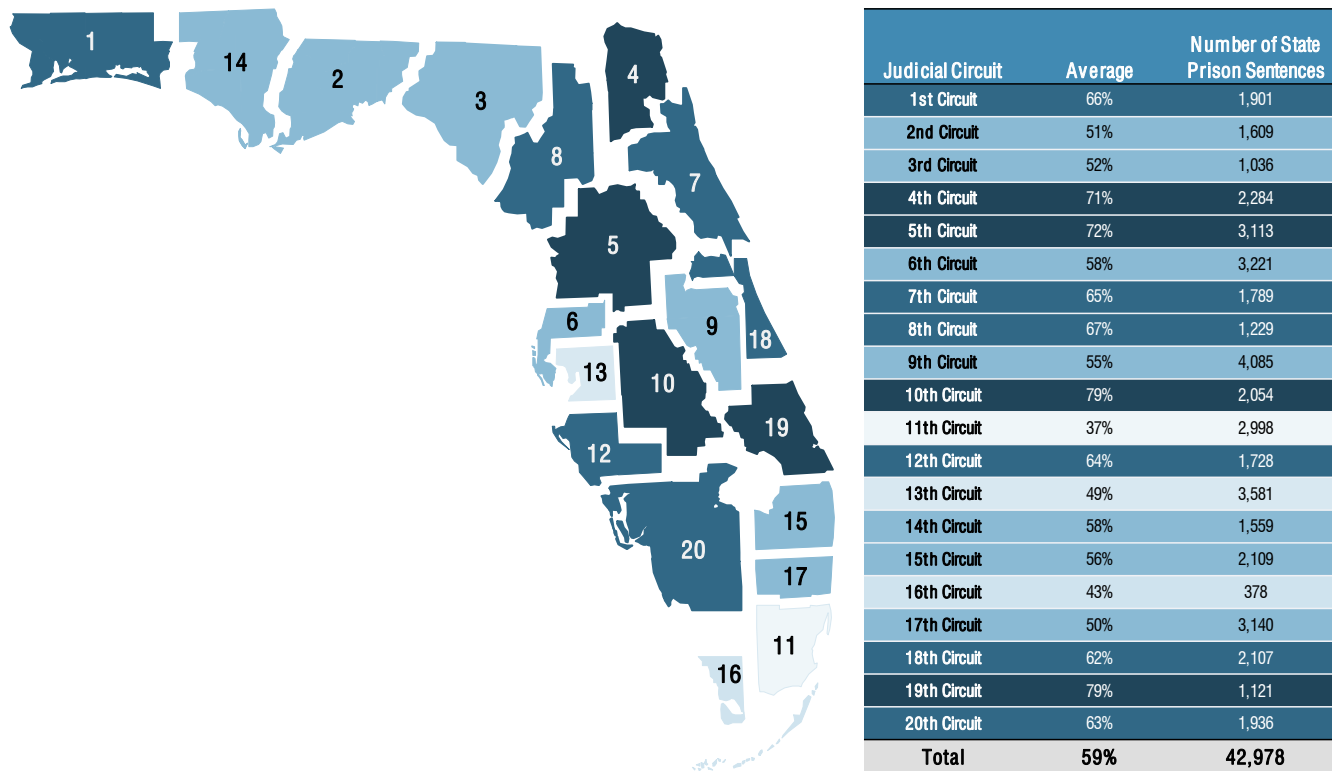 1
14
2
3
4
8
7
5
6
9
18
13
10
19
12
15
20
17
11
16
Number of State
Judicial Circuit Average Prison Sentences
1st Circuit 66% 1,901
2nd Circuit 51% 1,609
3rd Circuit 52% 1,036
4th Circuit 71% 2,284
5th Circuit 72% 3,113
6th Circuit 58% 3,221
7th Circuit 65% 1,789
8th Circuit 67% 1,229
9th Circuit 55% 4,085
10th Circuit 79% 2,054
11th Circuit 37% 2,998
12th Circuit 64% 1,728
13th Circuit 49% 3,581
14th Circuit 58% 1,559
15th Circuit 56% 2,109
16th Circuit 43% 378
17th Circuit 50% 3,140
18th Circuit 62% 2,107
19th Circuit 79% 1,121
20th Circuit 63% 1,936
Total 59% 42,978